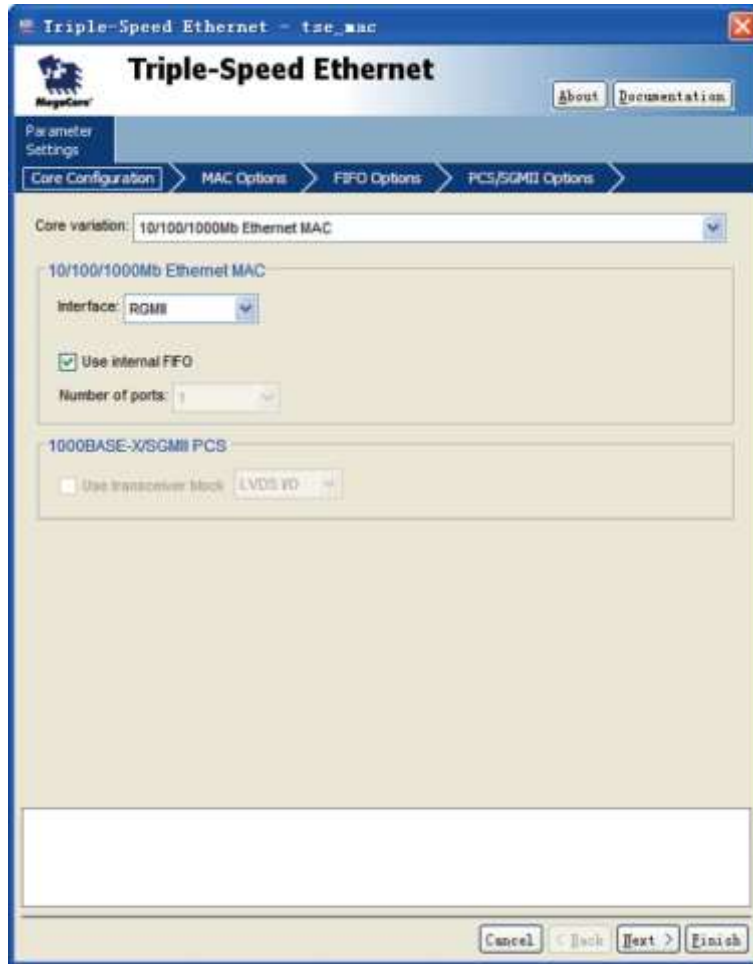 Triple-Speed Ethernet - tse_mac
Triple-Speed Ethernet
MegaCore®
About Documentation
Parameter
Settings
Core Configuration MAC Options FIFO Options PCS/SGMII Options
Core variation: 10/100/1000Mb Ethernet MAC
10/100/1000Mb Ethernet MAC
Interface: RGMII
Use internal FIFO
Number of ports: 1
1000BASE-X/SGMII PCS
Use transceiver block LVDS I/O
Cancel < Back Next > Finish